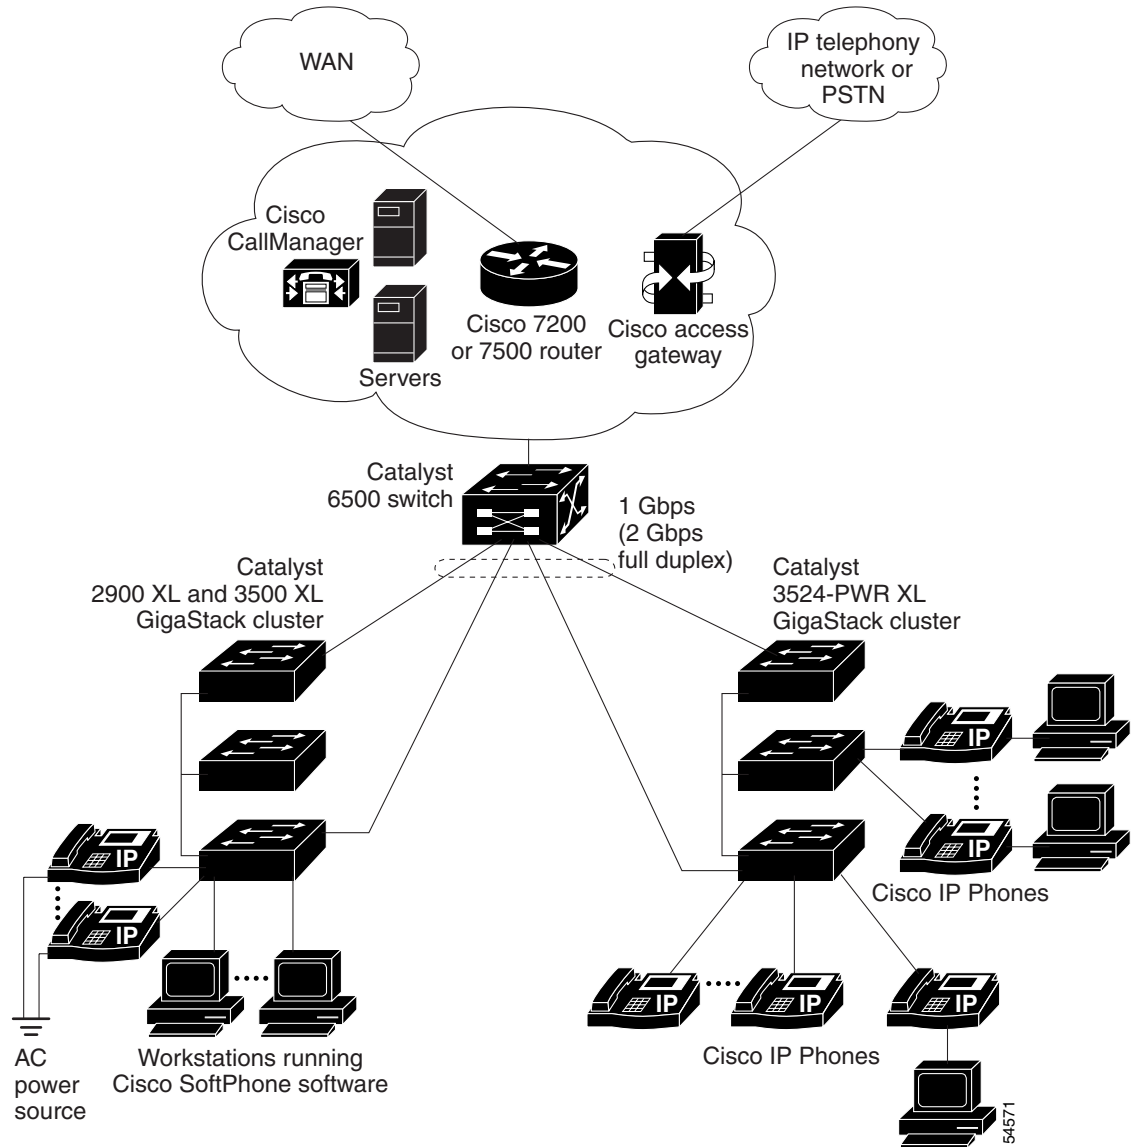 WAN
IP telephony
network or
PSTN
Cisco
CallManager
Servers
Cisco 7200
or 7500 router
Cisco access
gateway
Catalyst
6500 switch
1 Gbps
(2 Gbps
full duplex)
Catalyst
2900 XL and 3500 XL
GigaStack cluster
Catalyst
3524-PWR XL
GigaStack cluster
IP
IP
Cisco IP Phones
IP
IP
AC
power
source
Workstations running
Cisco SoftPhone software
IP
IP
IP
Cisco IP Phones
54571